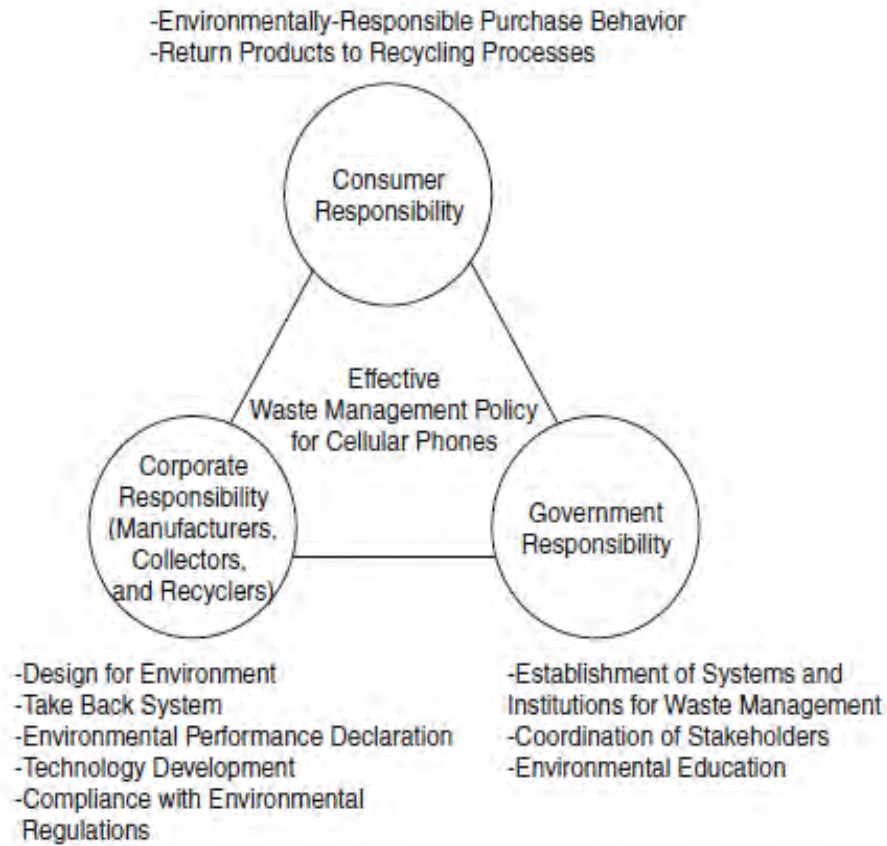 -Environmentally-Responsible Purchase Behavior
-Return Products to Recycling Processes
Consumer
Responsibility
Effective
Waste Management Policy
for Cellular Phones
Corporate
Responsibility
(Manufacturers,
Collectors,
and Recyclers)
Government
Responsibility
-Design for Environment
-Take Back System
-Environmental Performance Declaration
-Technology Development
-Compliance with Environmental
Regulations
-Establishment of Systems and
Institutions for Waste Management
-Coordination of Stakeholders
-Environmental Education